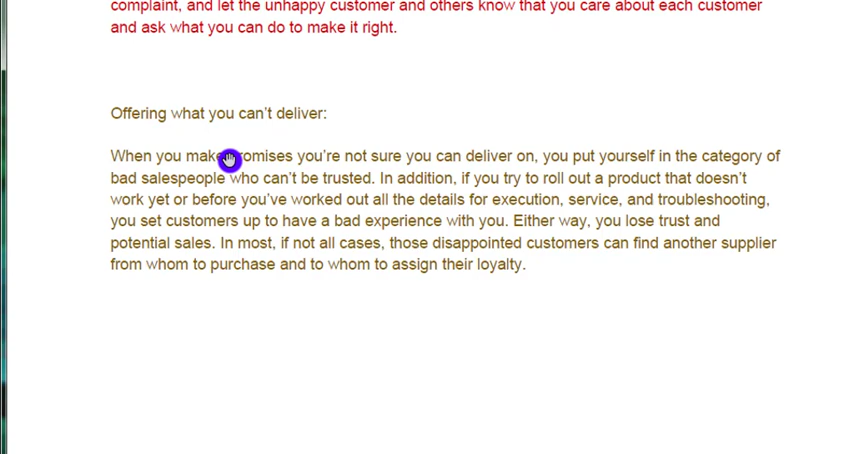 complaint, and let the unhappy customer and others know that you care about each customer
and ask what you can do to make it right.
Offering what you can’t deliver:
When you make promises you’re not sure you can deliver on, you put yourself in the category of
bad salespeople who can’t be trusted. In addition, if you try to roll out a product that doesn’t
work yet or before you’ve worked out all the details for execution, service, and troubleshooting,
you set customers up to have a bad experience with you. Either way, you lose trust and
potential sales. In most, if not all cases, those disappointed customers can find another supplier
from whom to purchase and to whom to assign their loyalty.